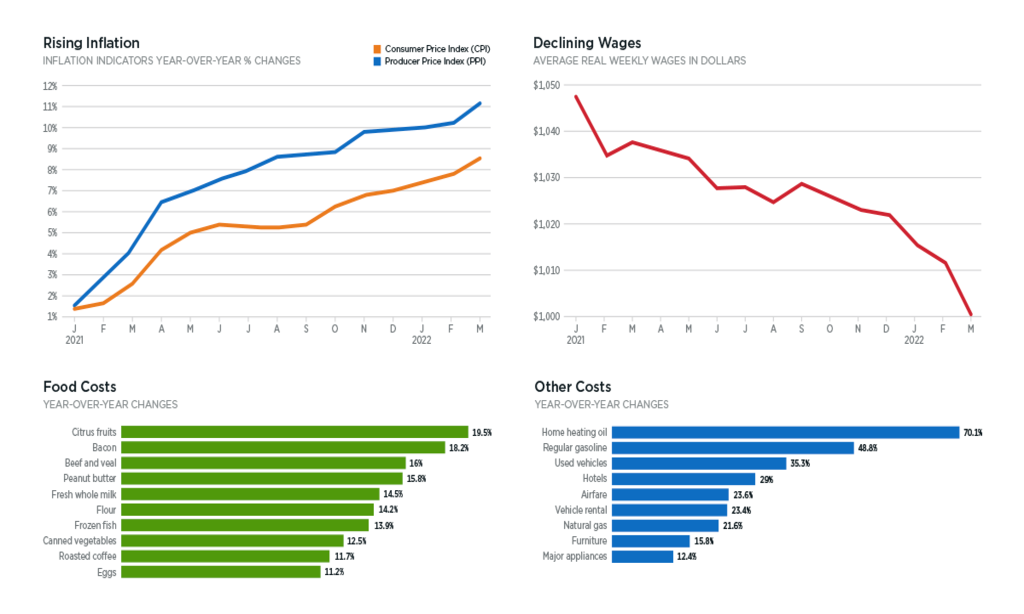 Rising Inflation
INFLATION INDICATORS YEAR-OVER-YEAR % CHANGES
Consumer Price Index (CPI)
Producer Price Index (PPI)
12%
11%
10%
9%
8%
7%
6%
5%
4%
3%
2%
1%
J F M A M J J A S O N D J F M
2021 2022
Declining Wages
AVERAGE REAL WEEKLY WAGES IN DOLLARS
$1,050
$1,040
$1,030
$1,020
$1,010
$1,000
J F M A M J J A S O N D J F M
2021 2022
Food Costs
YEAR-OVER-YEAR CHANGES
Citrus fruits 19.5%
Bacon 18.2%
Beef and veal 16%
Peanut butter 15.8%
Fresh whole milk 14.5%
Flour 14.2%
Frozen fish 13.9%
Canned vegetables 12.5%
Roasted coffee 11.7%
Eggs 11.2%
Other Costs
YEAR-OVER-YEAR CHANGES
Home heating oil 70.1%
Regular gasoline 48.8%
Used vehicles 35.3%
Hotels 29%
Airfare 23.6%
Vehicle rental 23.4%
Natural gas 21.6%
Furniture 15.8%
Major appliances 12.4%